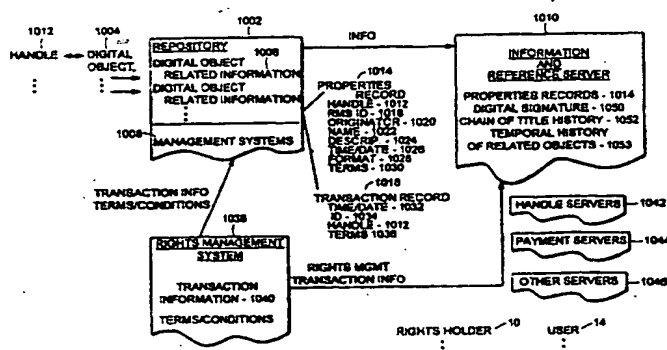 1012
HANDLE
1004
DIGITAL
OBJECT
1002
REPOSITORY
DIGITAL OBJECT
1006
RELATED INFORMATION
DIGITAL OBJECT
RELATED INFORMATION
1008
MANAGEMENT SYSTEMS
INFO
1014
PROPERTIES
RECORD
HANDLE - 1012
RMS ID - 1018
ORIGINATOR - 1020
NAME - 1022
DESCRIP. - 1024
TIME/DATE - 1026
FORMAT - 1028
TERMS - 1030
1016
TRANSACTION RECORD
TIME/DATE - 1032
ID - 1034
HANDLE - 1012
TERMS 1036
1010
INFORMATION
AND
REFERENCE SERVER
PROPERTIES RECORDS - 1014
DIGITAL SIGNATURE - 1050
CHAIN OF TITLE HISTORY - 1052
TEMPORAL HISTORY
OF RELATED OBJECTS - 1053
TRANSACTION INFO
TERMS/CONDITIONS
1038
RIGHTS MANAGEMENT
SYSTEM
TRANSACTION
INFORMATION - 1040
TERMS/CONDITIONS
RIGHTS MGMT
TRANSACTION INFO
HANDLE SERVERS
1042
PAYMENT SERVERS
1044
OTHER SERVERS
1046
RIGHTS HOLDER 10
USER 14